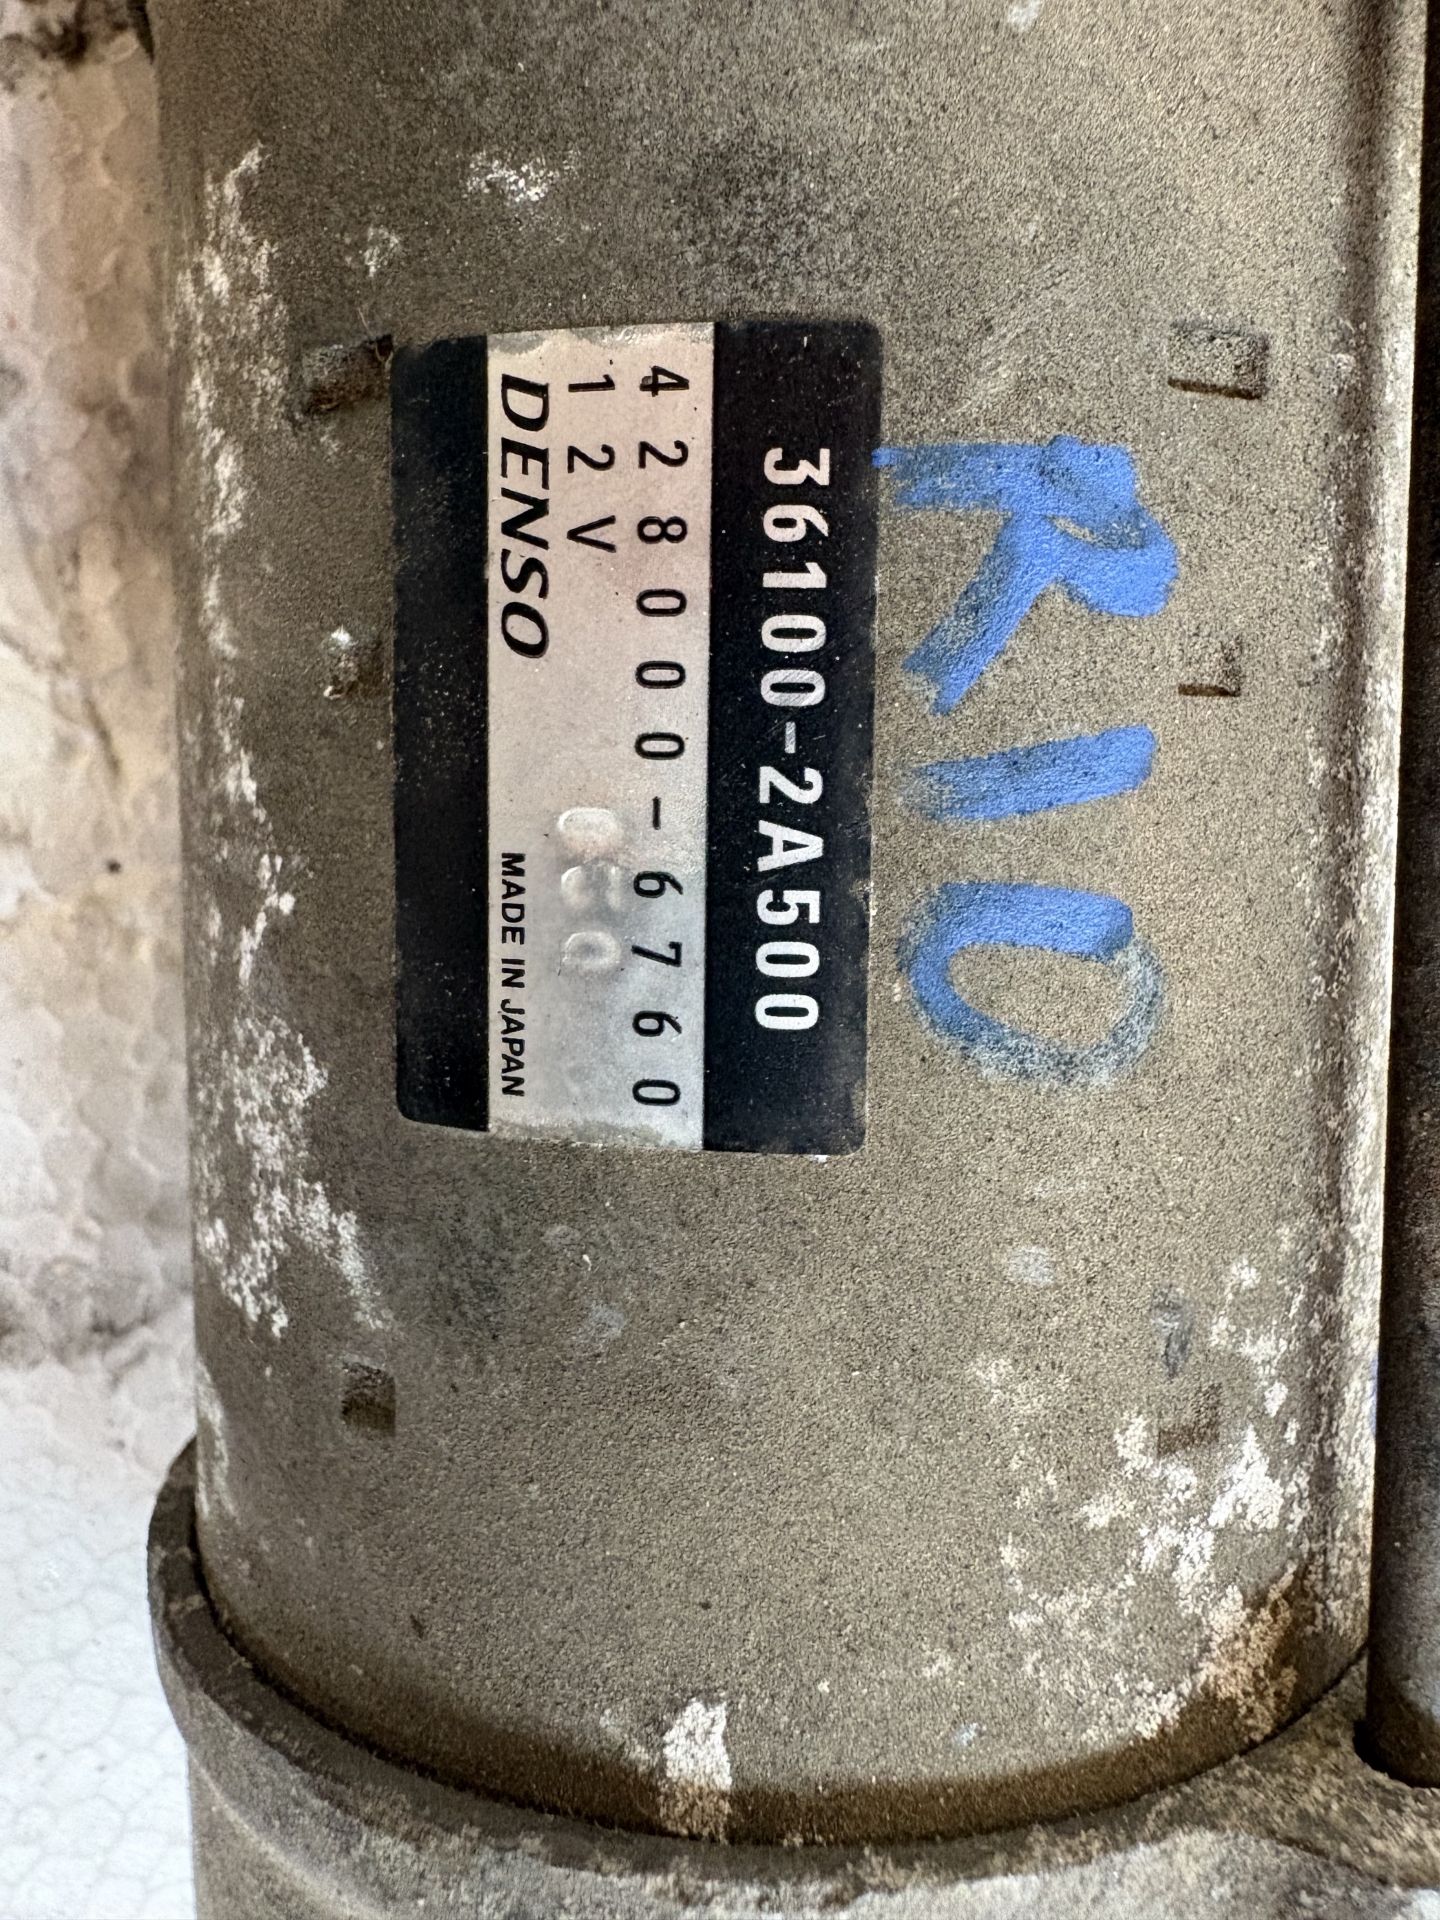 RIO
36100-2A500
428000-6760
12V
DENSO MADE IN JAPAN